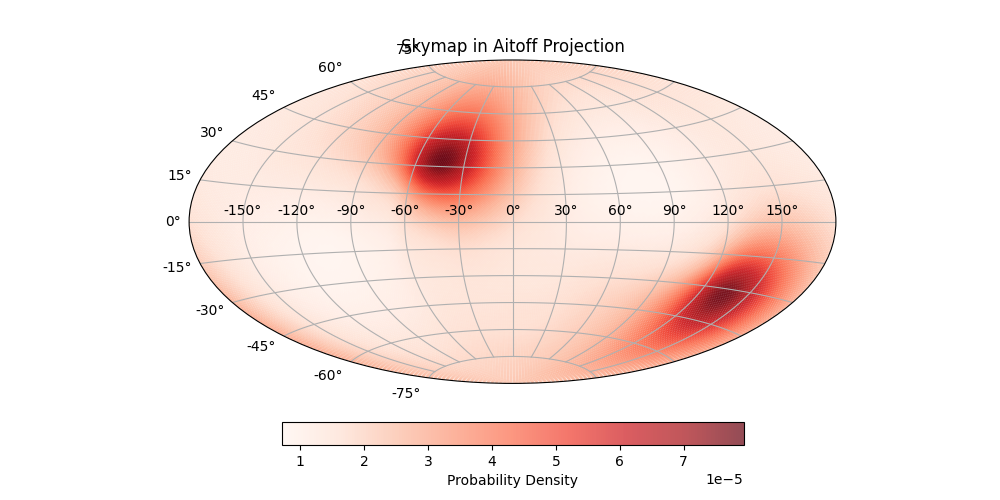 75°
Skymap in Aitoff Projection
60°
45°
30°
15°
-150° -120° -90° -60° -30° 0° 30° 60° 90° 120° 150°
0°
-15°
-30°
-45°
-60°
-75°
1 2 3 4 5 6 7
1e−5
Probability Density